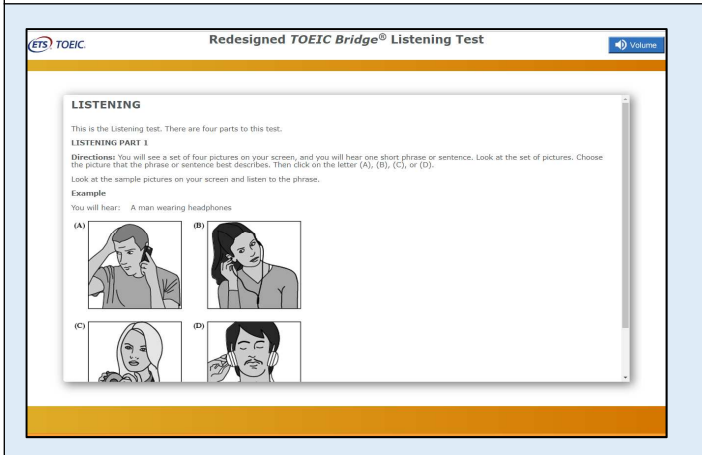 ETS TOEIC.
Redesigned TOEIC Bridge® Listening Test
Volume
LISTENING
This is the Listening test. There are four parts to this test.
LISTENING PART 1
Directions: You will see a set of four pictures on your screen, and you will hear one short phrase or sentence. Look at the set of pictures. Choose
the picture that the phrase or sentence best describes. Then click on the letter (A), (B), (C), or (D).
Look at the sample pictures on your screen and listen to the phrase.
Example
You will hear: A man wearing headphones
(A)
(B)
(C)
(D)